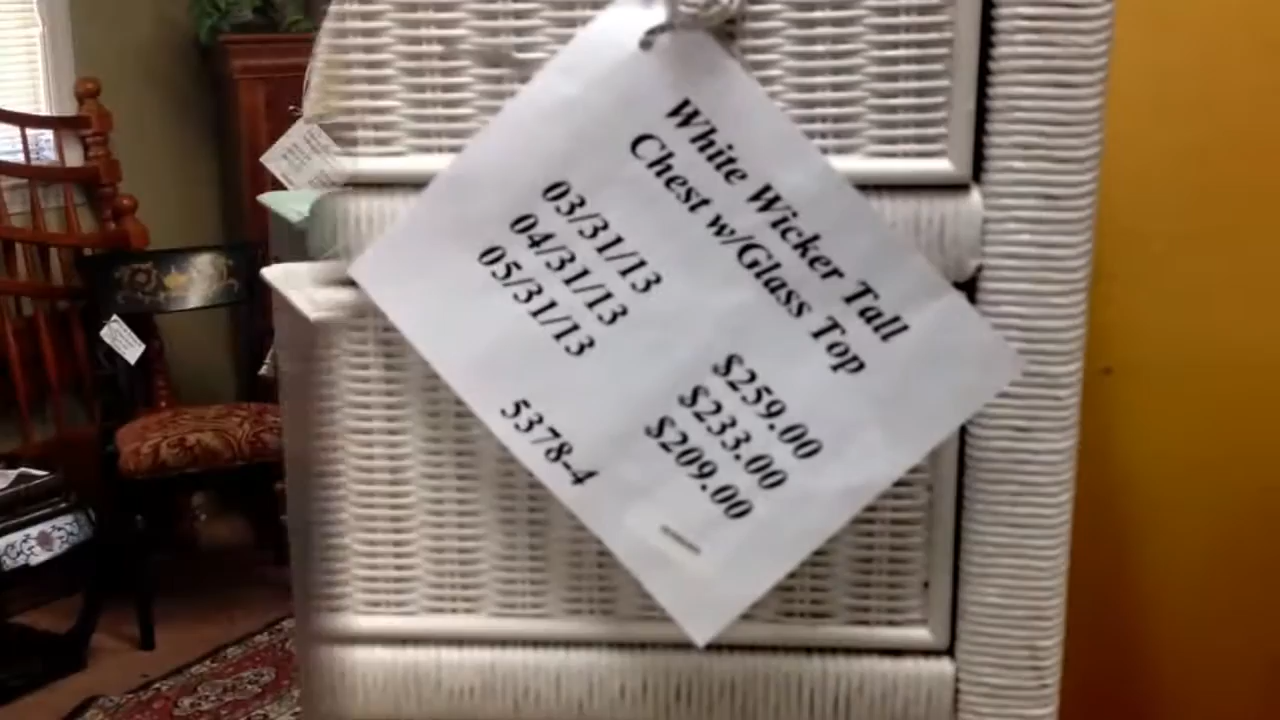 White Wicker Tall
Chest w/Glass Top
03/31/13 $259.00
04/31/13 $233.00
05/31/13 $209.00
5378-4